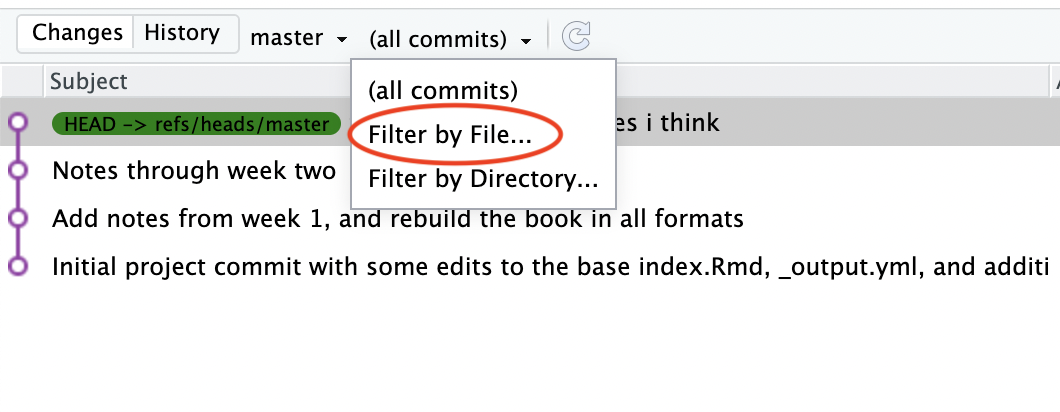 Changes History master (all commits)
Subject
(all commits)
Filter by File...
Filter by Directory...
HEAD -> refs/heads/master es i think
Notes through week two
Add notes from week 1, and rebuild the book in all formats
Initial project commit with some edits to the base index.Rmd, _output.yml, and additi